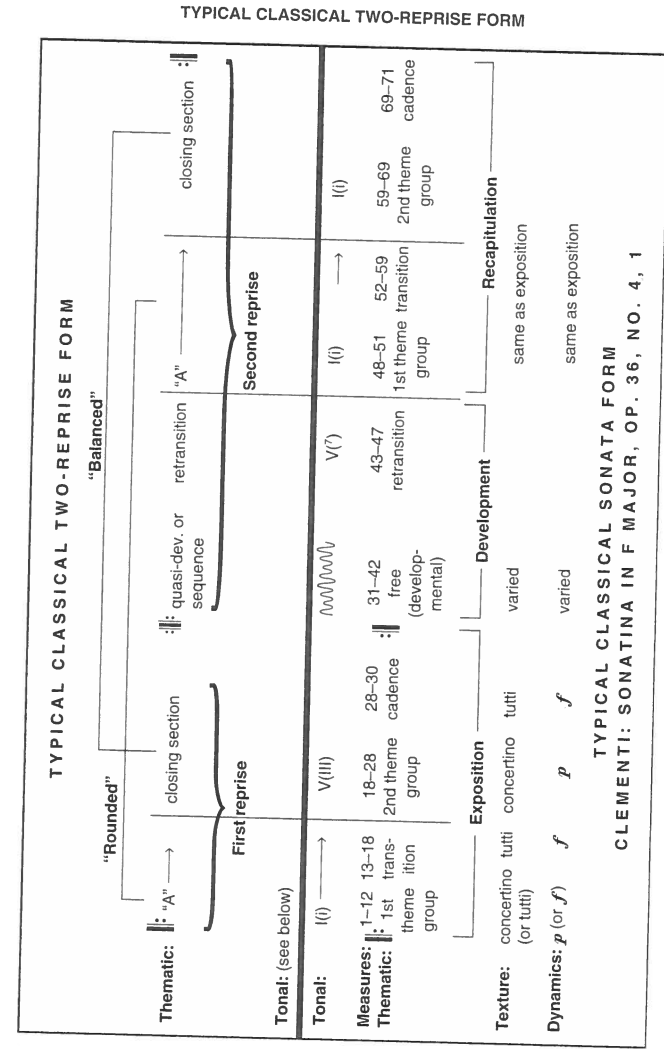 TYPICAL CLASSICAL TWO-REPRISE FORM
TYPICAL CLASSICAL TWO-REPRISE FORM
"Rounded" "Balanced"
Thematic: "A" closing section quasi-dev. or retransition "A" closing section
sequence
First reprise Second reprise
Tonal: (see below)
Tonal: I(i) V(III) V(⁷) I(i) I(i)
Measures: 1–12 13–18 18–28 28–30 31–42 43–47 48–51 52–59 59–69 69–71
Thematic: 1st trans- 2nd theme cadence free retransition 1st theme transition 2nd theme cadence
theme ition group (develop- group group
group mental)
Exposition Development Recapitulation
Texture: concertino tutti concertino tutti varied same as exposition
(or tutti)
Dynamics: p (or f) f p f varied same as exposition
TYPICAL CLASSICAL SONATA FORM
CLEMENTI: SONATINA IN F MAJOR, OP. 36, NO. 4, 1